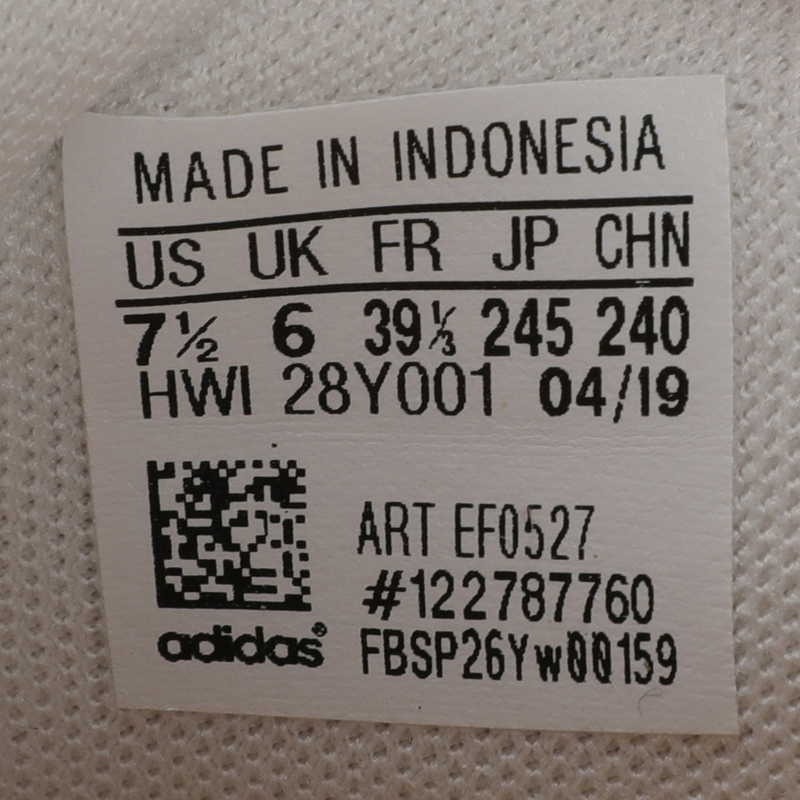 MADE IN INDONESIA
US UK FR JP CHN
7½ 6 39⅓ 245 240
HWI 28Y001 04/19
ART EF0527
#122787760
adidas®
FBSP26Yw00159